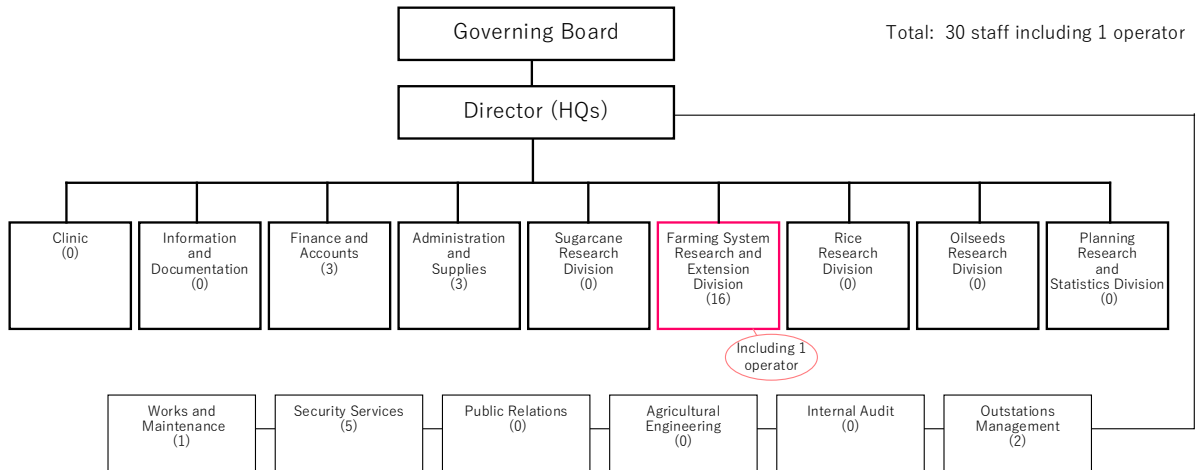 Governing Board
Total: 30 staff including 1 operator
Director (HQs)
Clinic
(0)
Information
and
Documentation
(0)
Finance and
Accounts
(3)
Administration
and
Supplies
(3)
Sugarcane
Research
Division
(0)
Farming System
Research and
Extension
Division
(16)
Rice
Research
Division
(0)
Oilseeds
Research
Division
(0)
Planning
Research
and
Statistics Division
(0)
Including 1
operator
Works and
Maintenance
(1)
Security Services
(5)
Public Relations
(0)
Agricultural
Engineering
(0)
Internal Audit
(0)
Outstations
Management
(2)